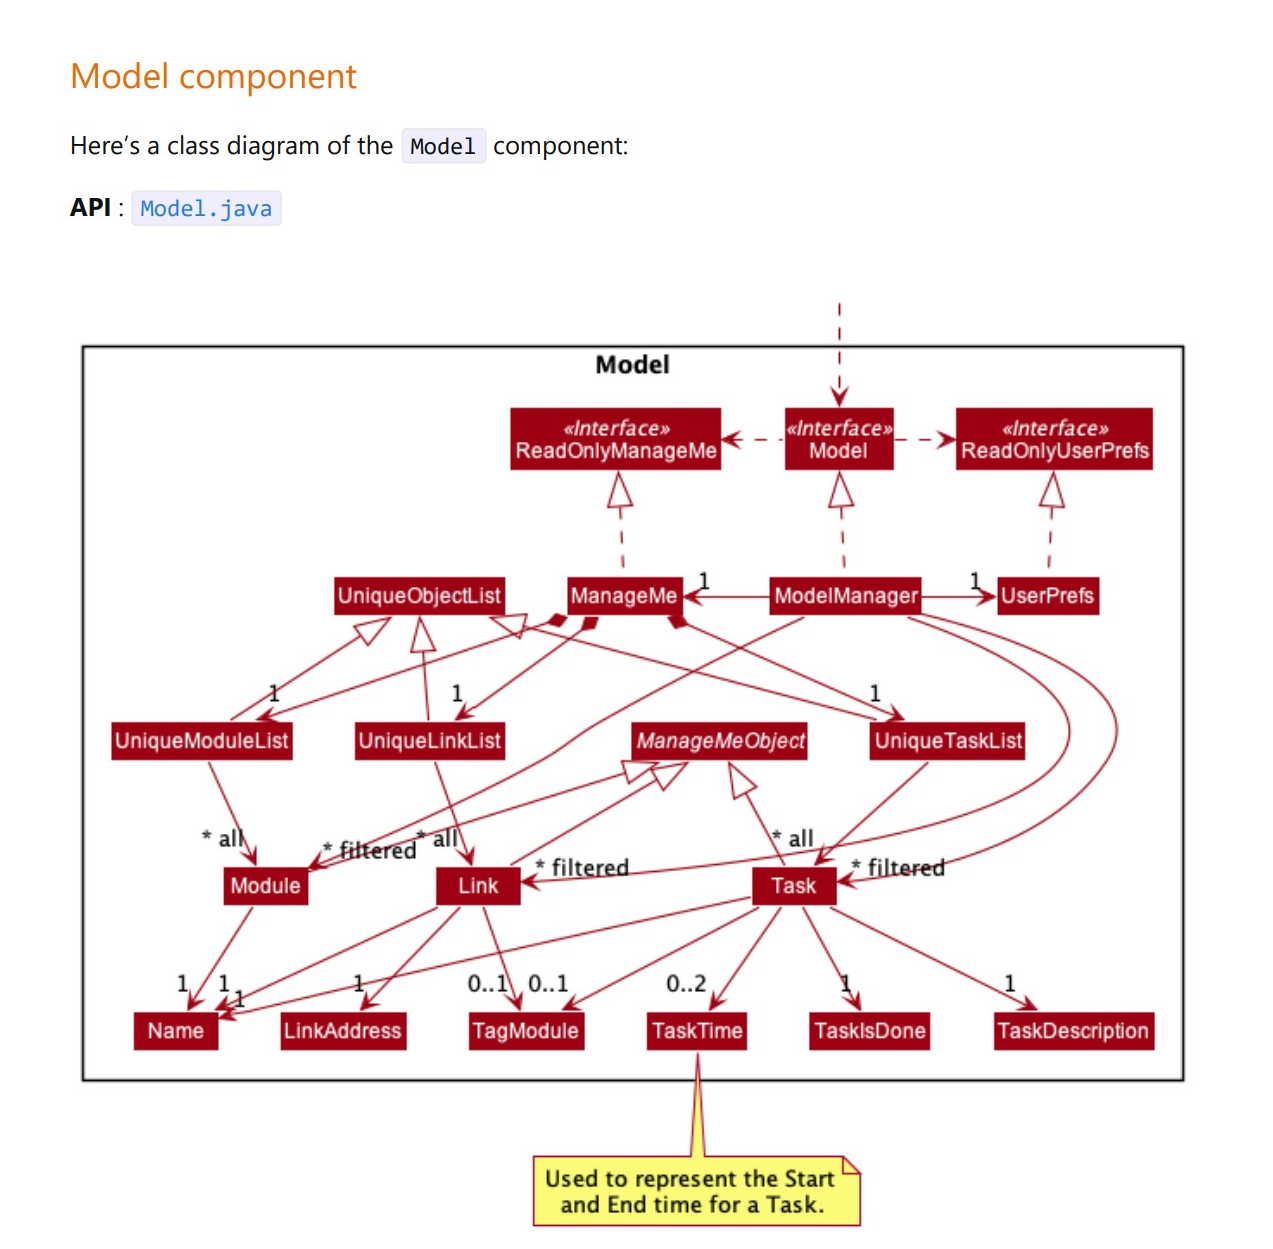 Model component
Here’s a class diagram of the Model component:
API : Model.java
Model
«Interface»
ReadOnlyManageMe
«Interface»
Model
«Interface»
ReadOnlyUserPrefs
UniqueObjectList
ManageMe
1
ModelManager
1
UserPrefs
1
1
1
UniqueModuleList
UniqueLinkList
ManageMeObject
UniqueTaskList
* all
* filtered
* all
* filtered
* all
* filtered
Module
Link
Task
1
1
1
1
0..1
0..1
0..2
1
1
Name
LinkAddress
TagModule
TaskTime
TaskIsDone
TaskDescription
Used to represent the Start
and End time for a Task.